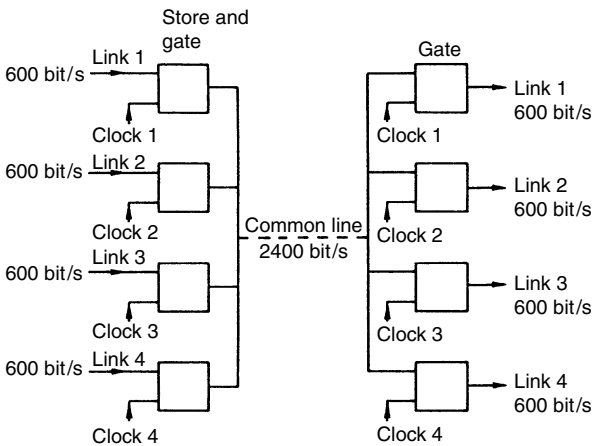 Store and
gate
600 bit/s Link 1
Clock 1
600 bit/s Link 2
Clock 2
600 bit/s Link 3
Clock 3
600 bit/s Link 4
Clock 4
Common line
2400 bit/s
Gate
Link 1
600 bit/s
Clock 1
Link 2
600 bit/s
Clock 2
Link 3
600 bit/s
Clock 3
Link 4
600 bit/s
Clock 4